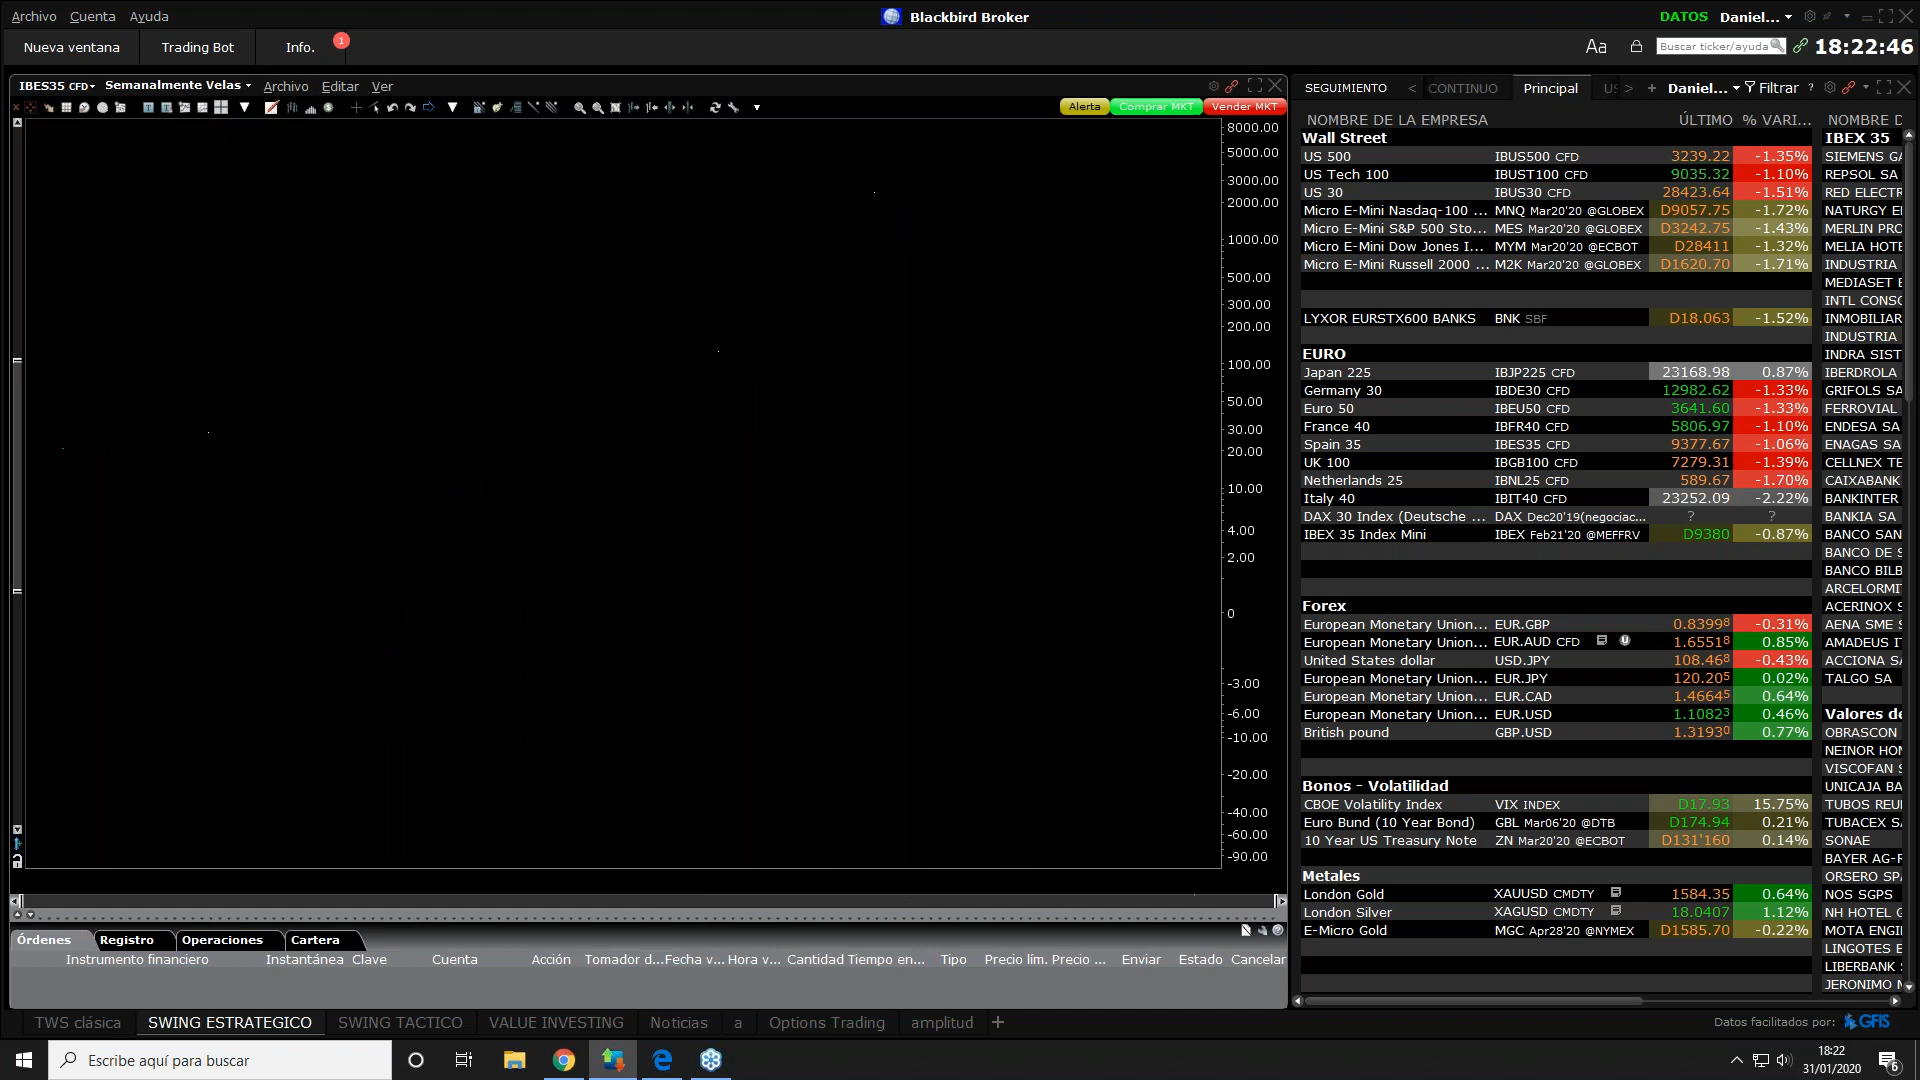 Archivo Cuenta Ayuda
Blackbird Broker
DATOS Daniel...
Nueva ventana Trading Bot Info. 1
Aa Buscar ticker/ayuda 18:22:46
IBES35 CFD Semanalmente Velas Archivo Editar Ver
Alerta Comprar MKT Vender MKT
8000.00
5000.00
3000.00
2000.00
1000.00
500.00
300.00
200.00
100.00
50.00
30.00
20.00
10.00
4.00
2.00
0
-3.00
-6.00
-10.00
-20.00
-40.00
-60.00
-90.00
SEGUIMIENTO < CONTINUO Principal > + Daniel... Filtrar ?
NOMBRE DE LA EMPRESA ÚLTIMO % VARI...
Wall Street
US 500 IBUS500 CFD 3239.22 -1.35%
US Tech 100 IBUST100 CFD 9035.32 -1.10%
US 30 IBUS30 CFD 28423.64 -1.51%
Micro E-Mini Nasdaq-100 ... MNQ Mar20'20 @GLOBEX D9057.75 -1.72%
Micro E-Mini S&P 500 Sto... MES Mar20'20 @GLOBEX D3242.75 -1.43%
Micro E-Mini Dow Jones I... MYM Mar20'20 @ECBOT D28411 -1.32%
Micro E-Mini Russell 2000 ... M2K Mar20'20 @GLOBEX D1620.70 -1.71%
LYXOR EURSTX600 BANKS BNK SBF D18.063 -1.52%
EURO
Japan 225 IBJP225 CFD 23168.98 0.87%
Germany 30 IBDE30 CFD 12982.62 -1.33%
Euro 50 IBEU50 CFD 3641.60 -1.33%
France 40 IBFR40 CFD 5806.97 -1.10%
Spain 35 IBES35 CFD 9377.67 -1.06%
UK 100 IBGB100 CFD 7279.31 -1.39%
Netherlands 25 IBNL25 CFD 589.67 -1.70%
Italy 40 IBIT40 CFD 23252.09 -2.22%
DAX 30 Index (Deutsche ... DAX Dec20'19(negociac... ? ?
IBEX 35 Index Mini IBEX Feb21'20 @MEFFRV D9380 -0.87%
Forex
European Monetary Union... EUR.GBP 0.83998 -0.31%
European Monetary Union... EUR.AUD CFD 1.65518 0.85%
United States dollar USD.JPY 108.468 -0.43%
European Monetary Union... EUR.JPY 120.205 0.02%
European Monetary Union... EUR.CAD 1.46645 0.64%
European Monetary Union... EUR.USD 1.10823 0.46%
British pound GBP.USD 1.31930 0.77%
Bonos - Volatilidad
CBOE Volatility Index VIX INDEX D17.93 15.75%
Euro Bund (10 Year Bond) GBL Mar06'20 @DTB D174.94 0.21%
10 Year US Treasury Note ZN Mar20'20 @ECBOT D131'160 0.14%
Metales
London Gold XAUUSD CMDTY 1584.35 0.64%
London Silver XAGUSD CMDTY 18.0407 1.12%
E-Micro Gold MGC Apr28'20 @NYMEX D1585.70 -0.22%
NOMBRE D
IBEX 35
SIEMENS GA
REPSOL SA
RED ELECTR
NATURGY E
MERLIN PRO
MELIA HOTE
INDUSTRIA
MEDIASET E
INTL CONSO
INMOBILIAR
INDUSTRIA
INDRA SIST
IBERDROLA
GRIFOLS SA
FERROVIAL
ENDESA SA
ENAGAS SA
CELLNEX TE
CAIXABANK
BANKINTER
BANKIA SA
BANCO SAN
BANCO DE S
BANCO BILB
ARCELORMIT
ACERINOX S
AENA SME S
AMADEUS IT
ACCIONA SA
TALGO SA
Valores de
OBRASCON
NEINOR HOM
VISCOFAN S
UNICAJA BA
TUBOS REUN
TUBACEX SA
SONAE
BAYER AG-R
ORSERO SPA
NOS SGPS
NH HOTEL G
MOTA ENGI
LINGOTES E
LIBERBANK
JERONIMO M
Órdenes Registro Operaciones Cartera
Instrumento financiero Instantánea Clave Cuenta Acción Tomador d... Fecha v... Hora v... Cantidad Tiempo en... Tipo Precio lím. Precio ... Enviar Estado Cancelar
TWS clásica SWING ESTRATEGICO SWING TACTICO VALUE INVESTING Noticias a Options Trading amplitud +
Datos facilitados por: GFIS
Escribe aquí para buscar
18:22
31/01/2020
6